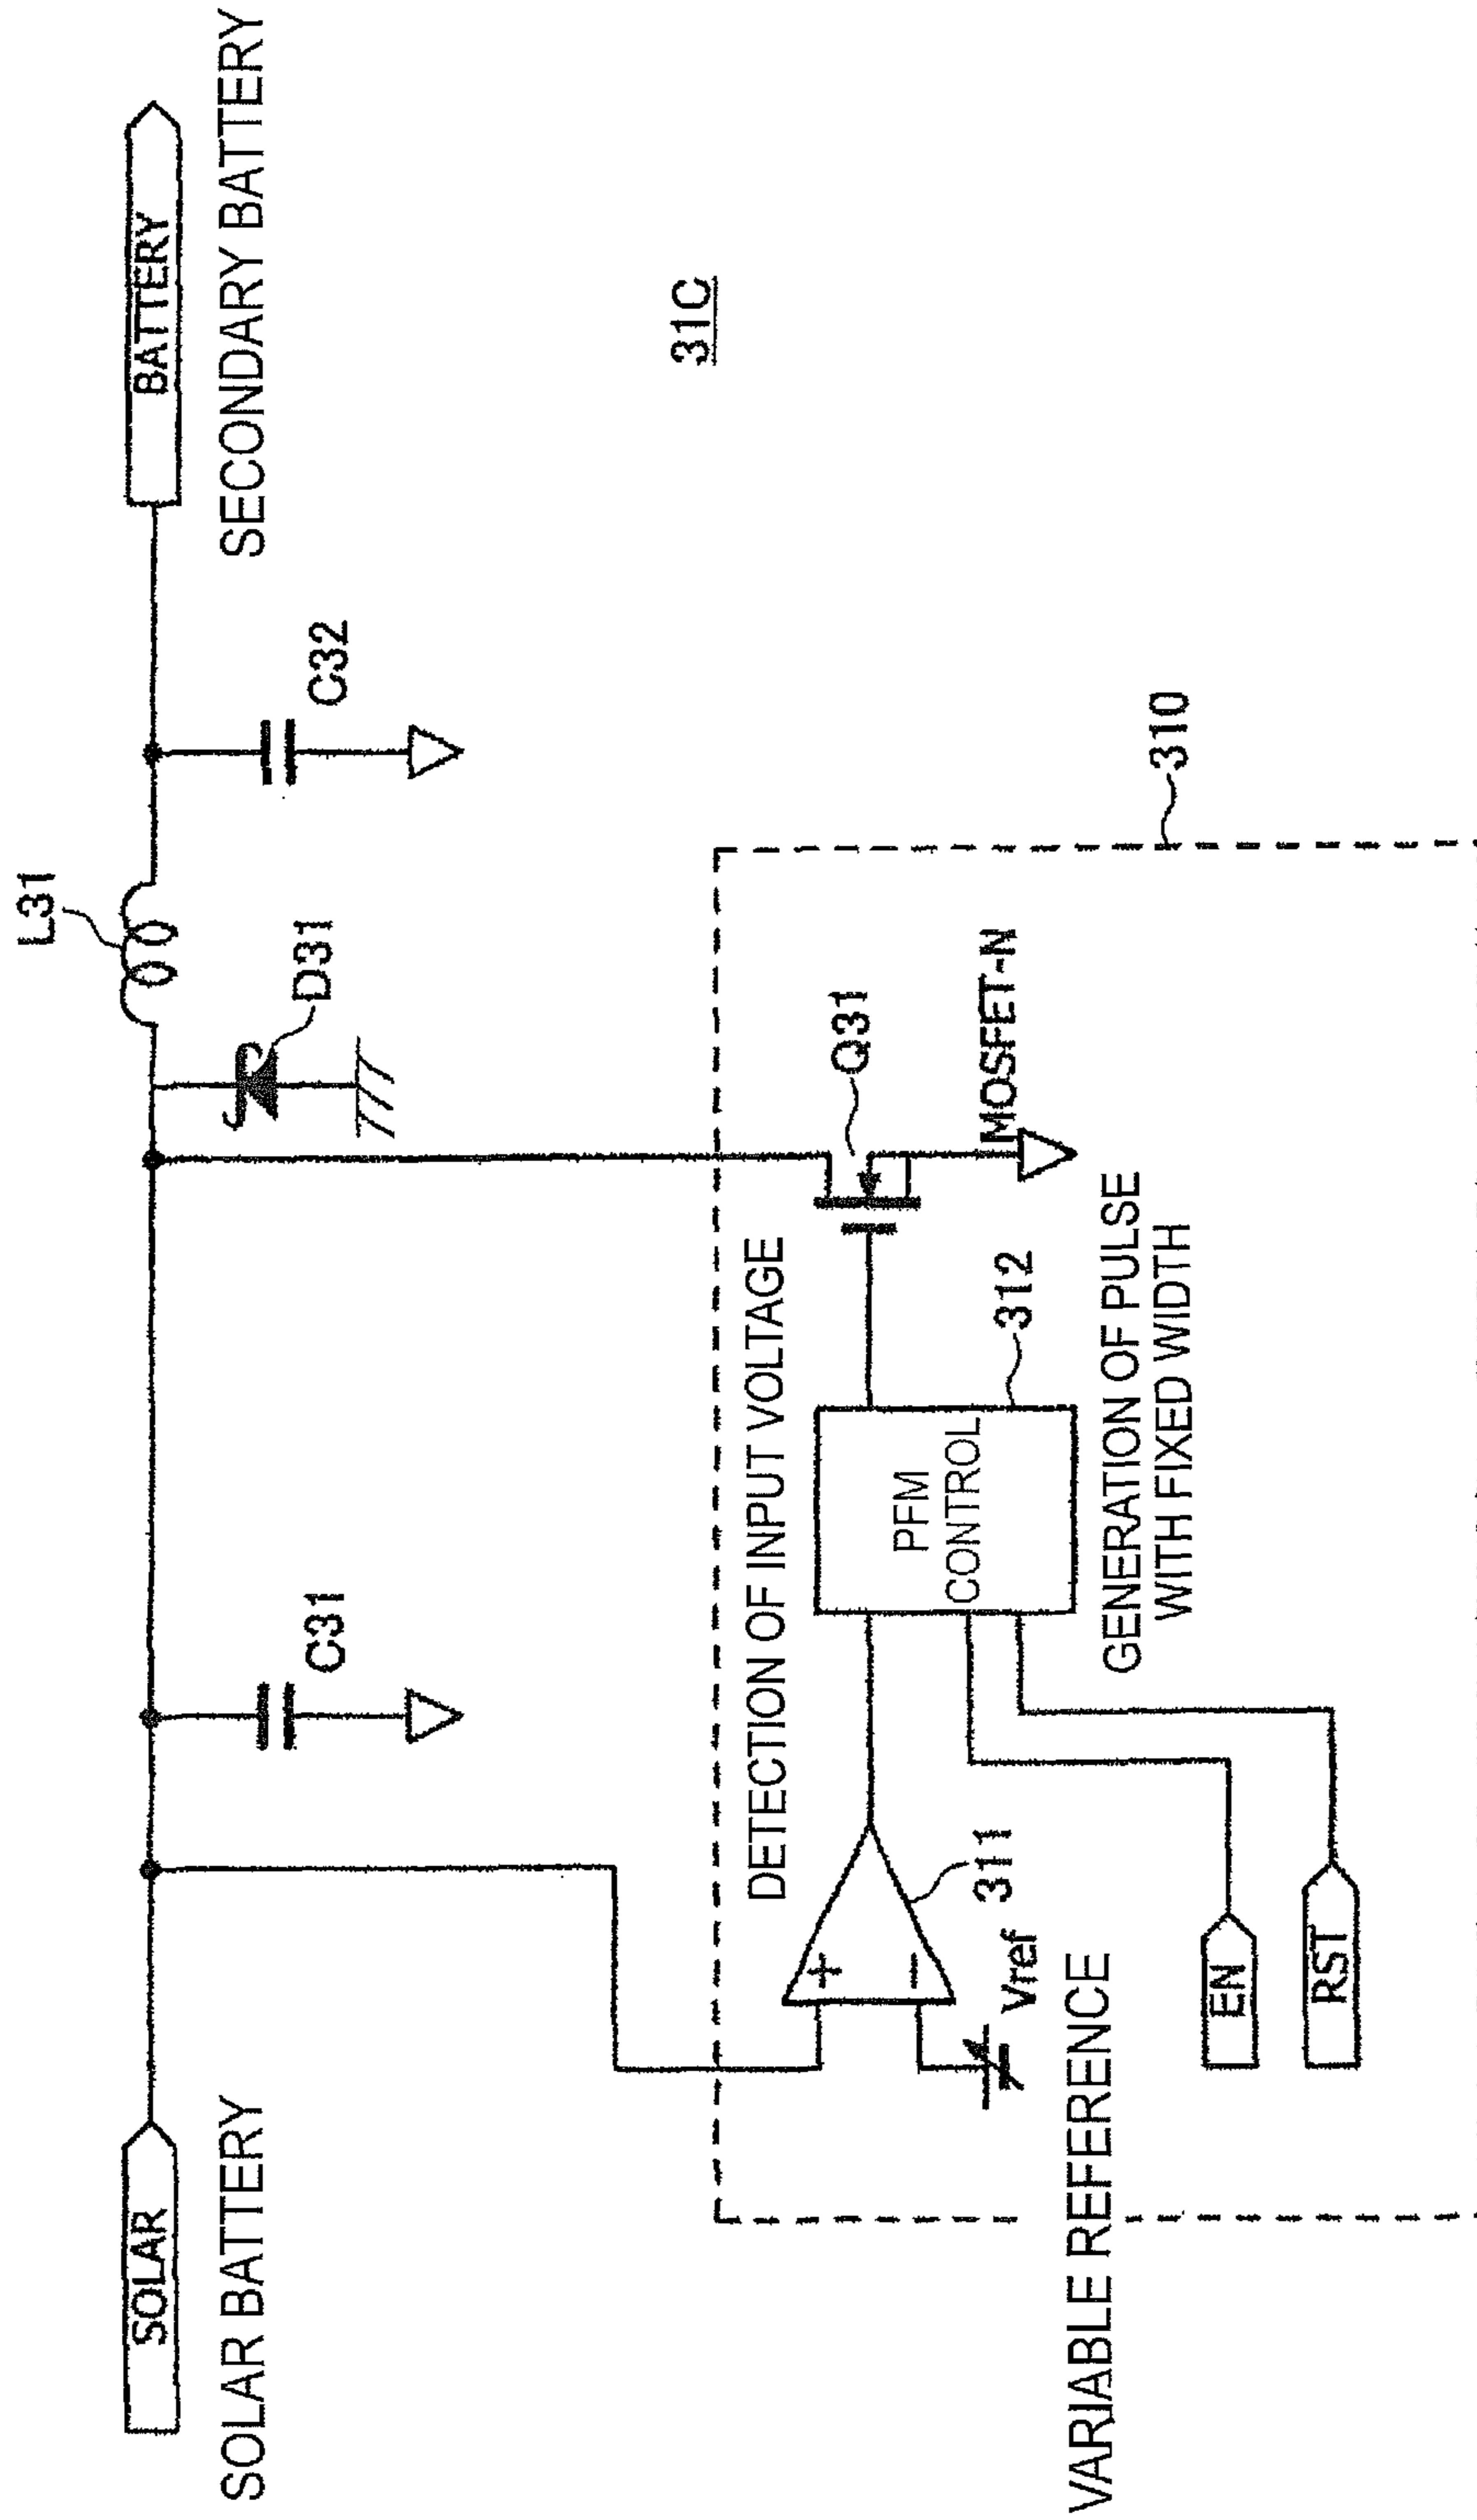 SOLAR
SOLAR BATTERY
C31
L31
D31
C32
BATTERY
SECONDARY BATTERY
31C
310
DETECTION OF INPUT VOLTAGE
+
−
311
Vref
VARIABLE REFERENCE
PFM
CONTROL
312
GENERATION OF PULSE
WITH FIXED WIDTH
Q31
MOSFET-N
EN
RST